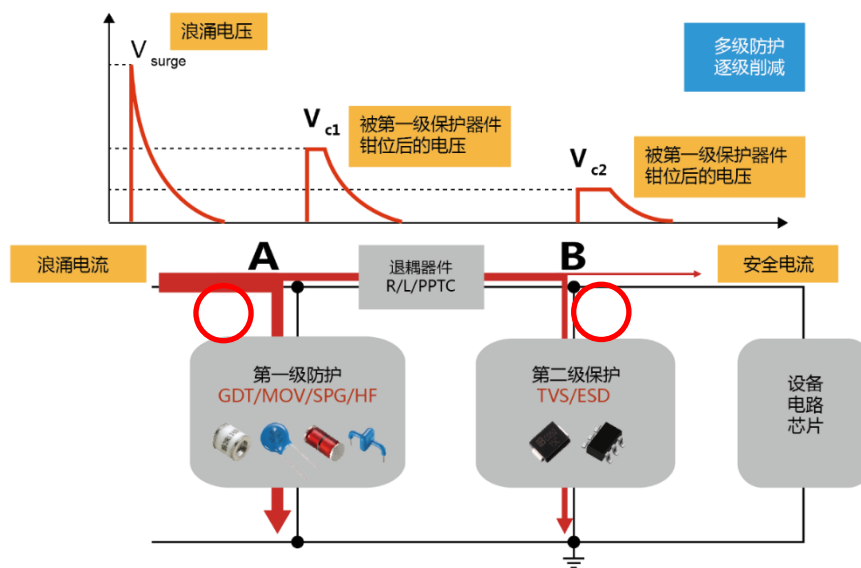 浪涌电压
V surge
多级防护
逐级削减
V c1
被第一级保护器件
钳位后的电压
V c2
被第一级保护器件
钳位后的电压
浪涌电流
A
退耦器件
R/L/PPTC
B
安全电流
第一级防护
GDT/MOV/SPG/HF
第二级保护
TVS/ESD
设备
电路
芯片